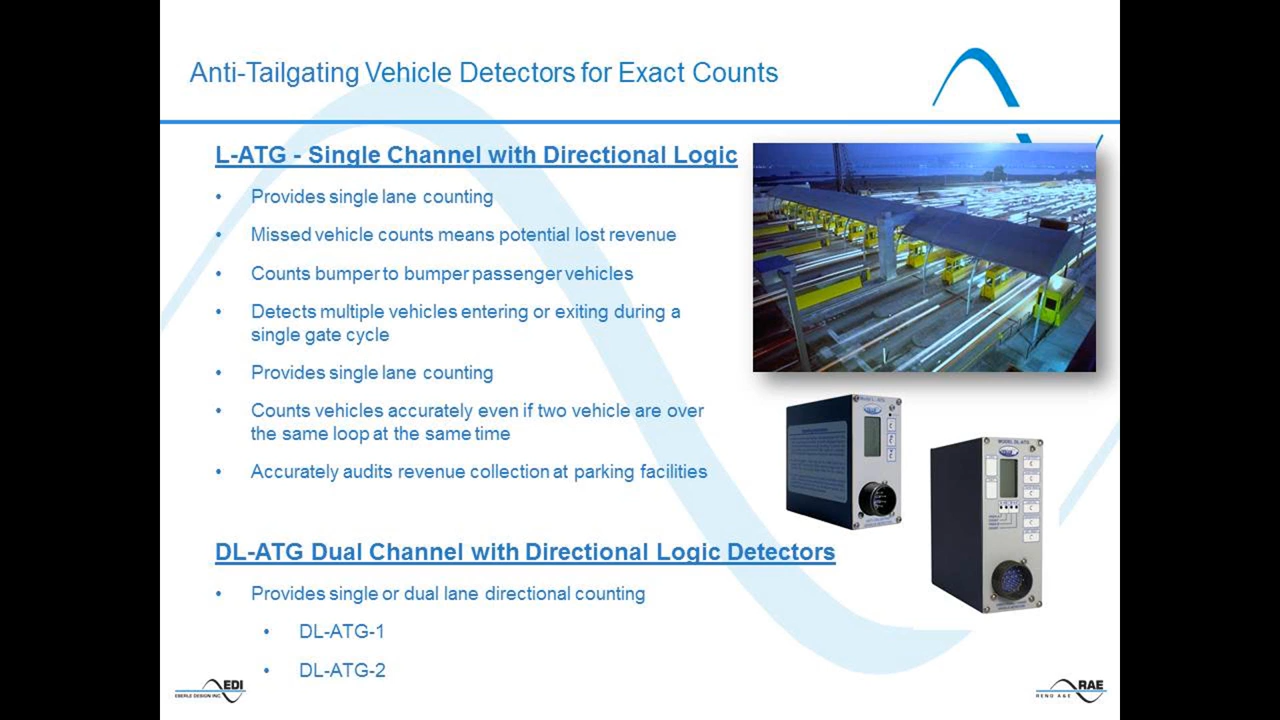 Anti-Tailgating Vehicle Detectors for Exact Counts
L-ATG - Single Channel with Directional Logic
• Provides single lane counting
• Missed vehicle counts means potential lost revenue
• Counts bumper to bumper passenger vehicles
• Detects multiple vehicles entering or exiting during a
single gate cycle
• Provides single lane counting
• Counts vehicles accurately even if two vehicle are over
the same loop at the same time
• Accurately audits revenue collection at parking facilities
MODEL DL-ATG
DL-ATG Dual Channel with Directional Logic Detectors
• Provides single or dual lane directional counting
• DL-ATG-1
• DL-ATG-2
EDI
EBERLE DESIGN INC.
RAE
RENO A&E